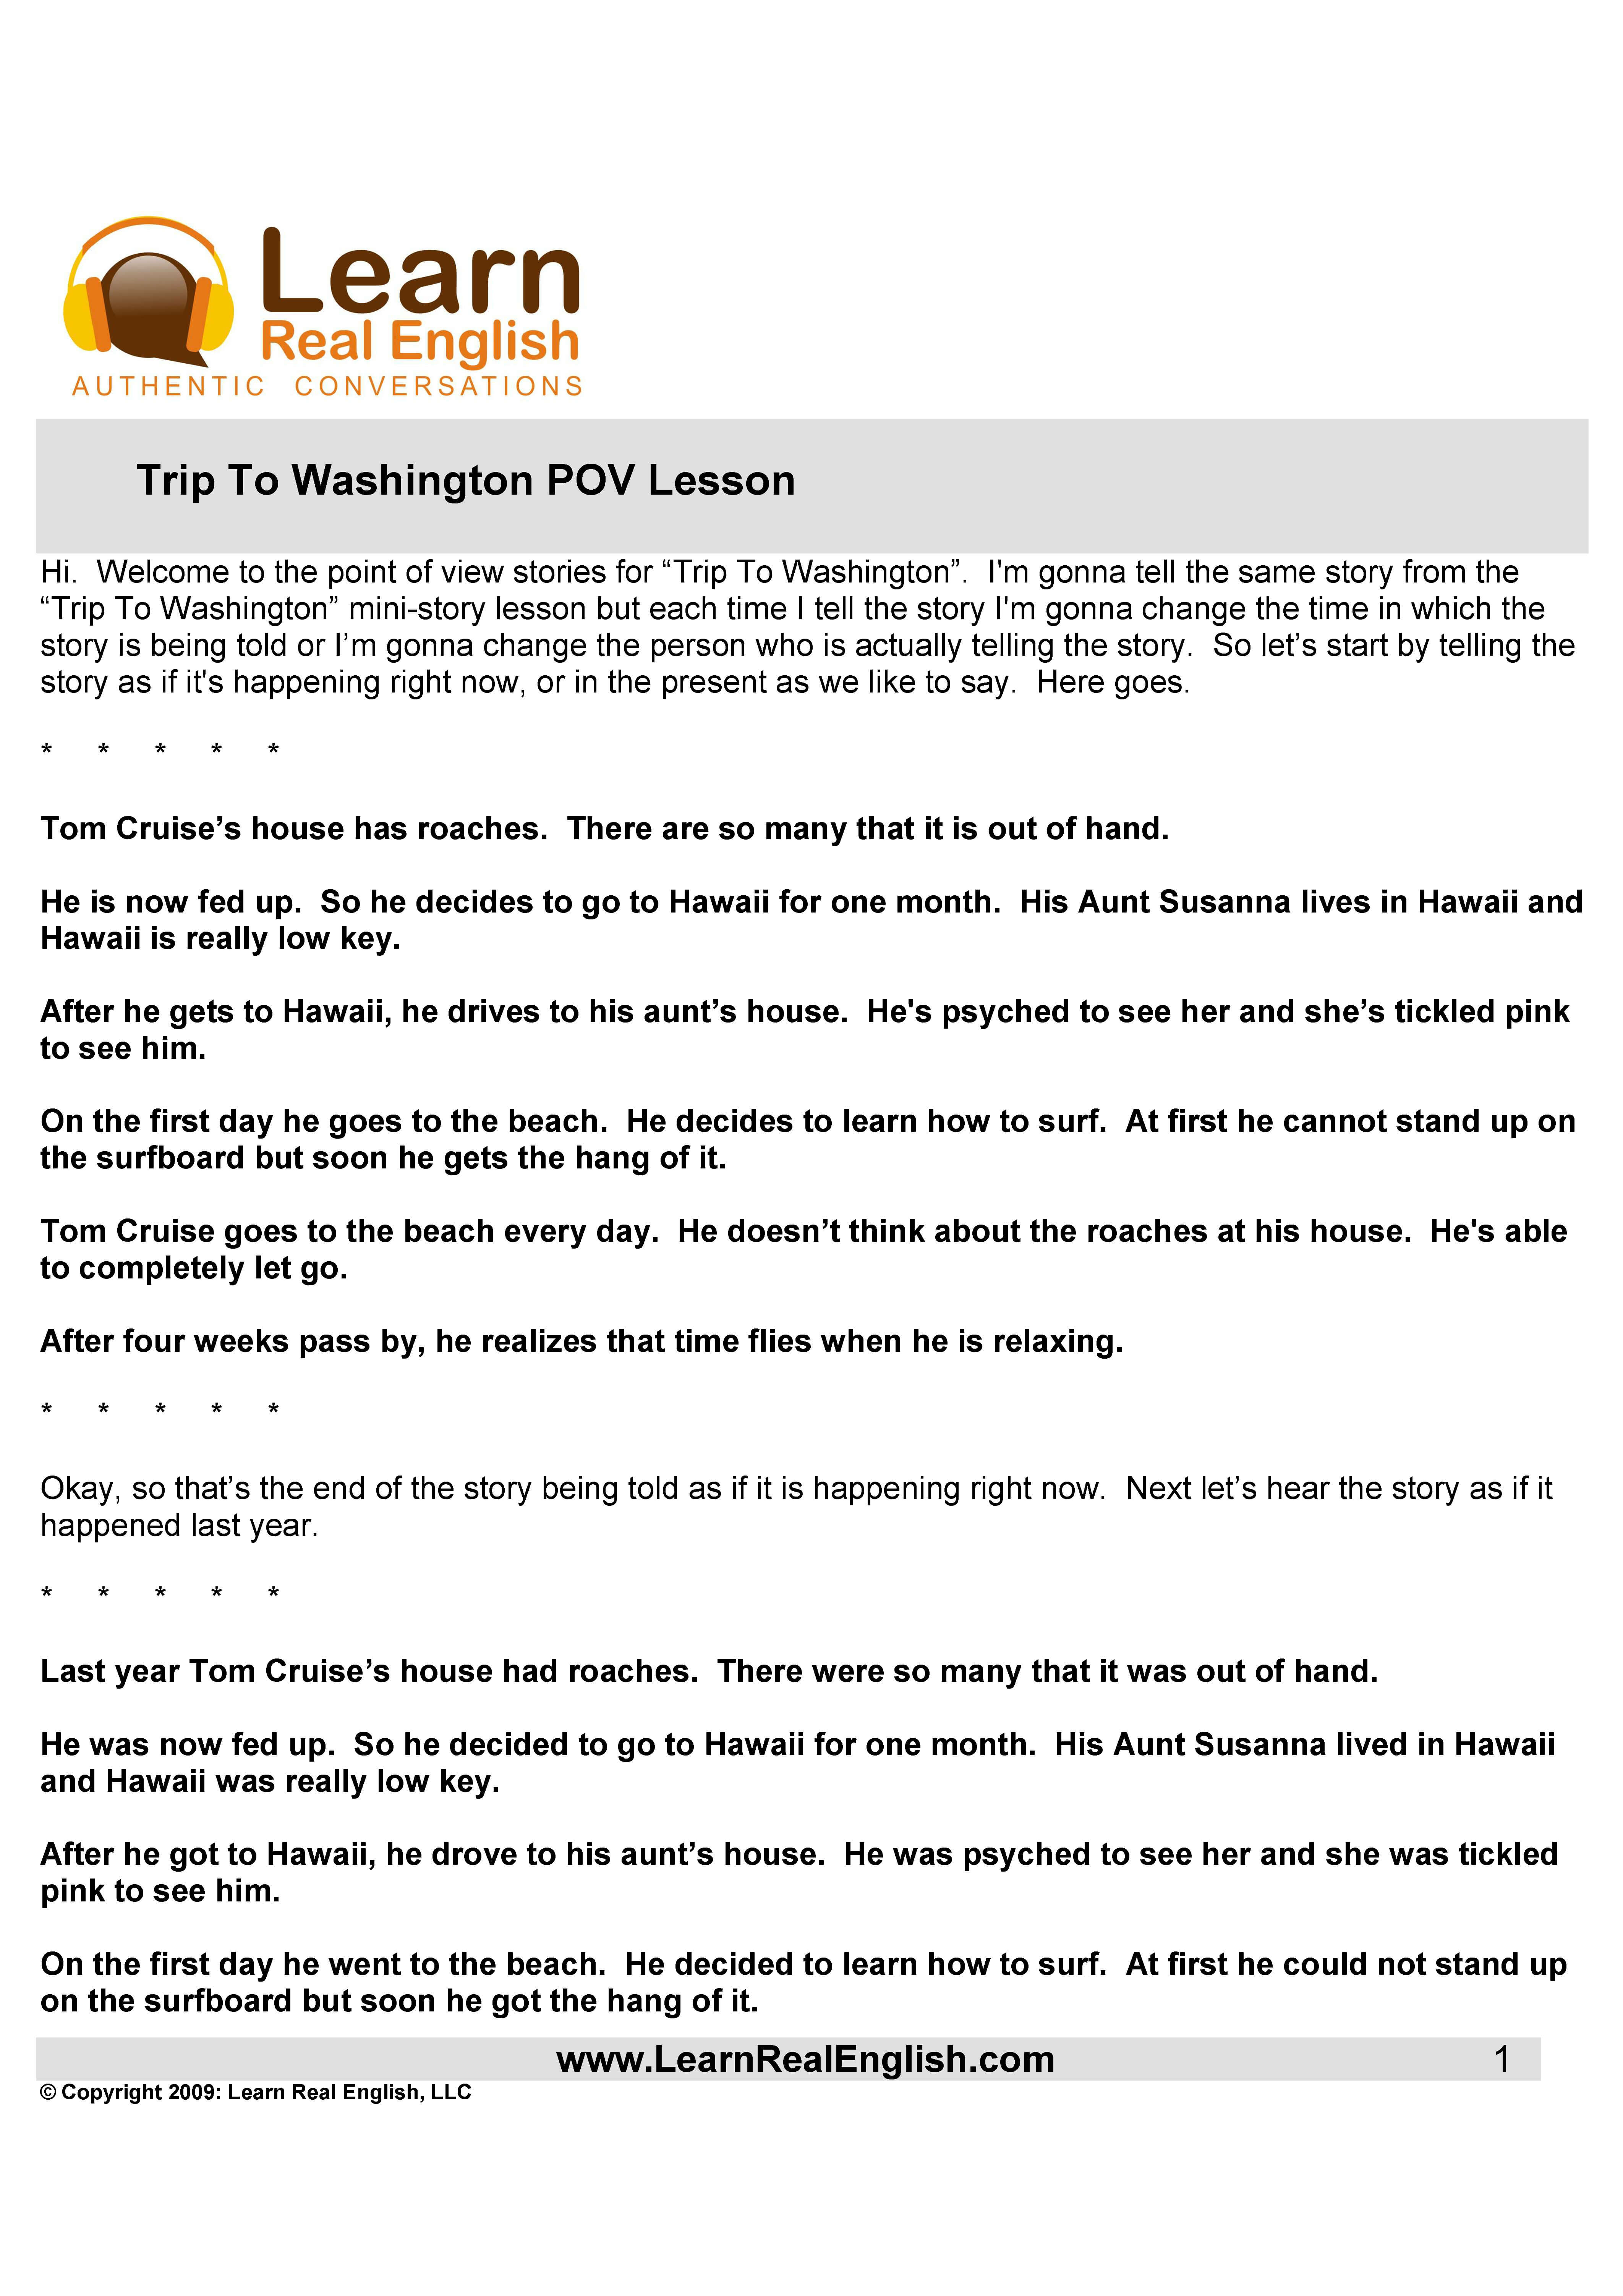 Learn
Real English
AUTHENTIC CONVERSATIONS
Trip To Washington POV Lesson
Hi.  Welcome to the point of view stories for “Trip To Washington”.  I'm gonna tell the same story from the
“Trip To Washington” mini-story lesson but each time I tell the story I'm gonna change the time in which the
story is being told or I’m gonna change the person who is actually telling the story.  So let’s start by telling the
story as if it's happening right now, or in the present as we like to say.  Here goes.
* * * * *
Tom Cruise’s house has roaches.  There are so many that it is out of hand.
He is now fed up.  So he decides to go to Hawaii for one month.  His Aunt Susanna lives in Hawaii and
Hawaii is really low key.
After he gets to Hawaii, he drives to his aunt’s house.  He's psyched to see her and she’s tickled pink
to see him.
On the first day he goes to the beach.  He decides to learn how to surf.  At first he cannot stand up on
the surfboard but soon he gets the hang of it.
Tom Cruise goes to the beach every day.  He doesn’t think about the roaches at his house.  He's able
to completely let go.
After four weeks pass by, he realizes that time flies when he is relaxing.
* * * * *
Okay, so that’s the end of the story being told as if it is happening right now.  Next let’s hear the story as if it
happened last year.
* * * * *
Last year Tom Cruise’s house had roaches.  There were so many that it was out of hand.
He was now fed up.  So he decided to go to Hawaii for one month.  His Aunt Susanna lived in Hawaii
and Hawaii was really low key.
After he got to Hawaii, he drove to his aunt’s house.  He was psyched to see her and she was tickled
pink to see him.
On the first day he went to the beach.  He decided to learn how to surf.  At first he could not stand up
on the surfboard but soon he got the hang of it.
www.LearnRealEnglish.com 1
© Copyright 2009: Learn Real English, LLC